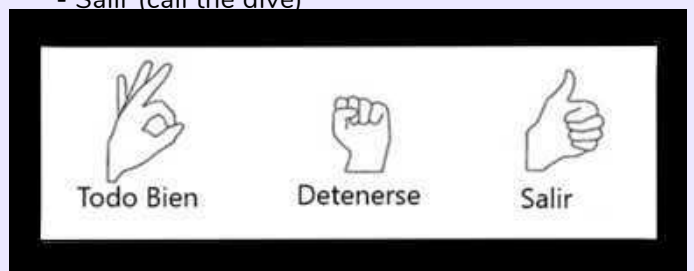 - Salir (call the dive)
Todo Bien
Detenerse
Salir